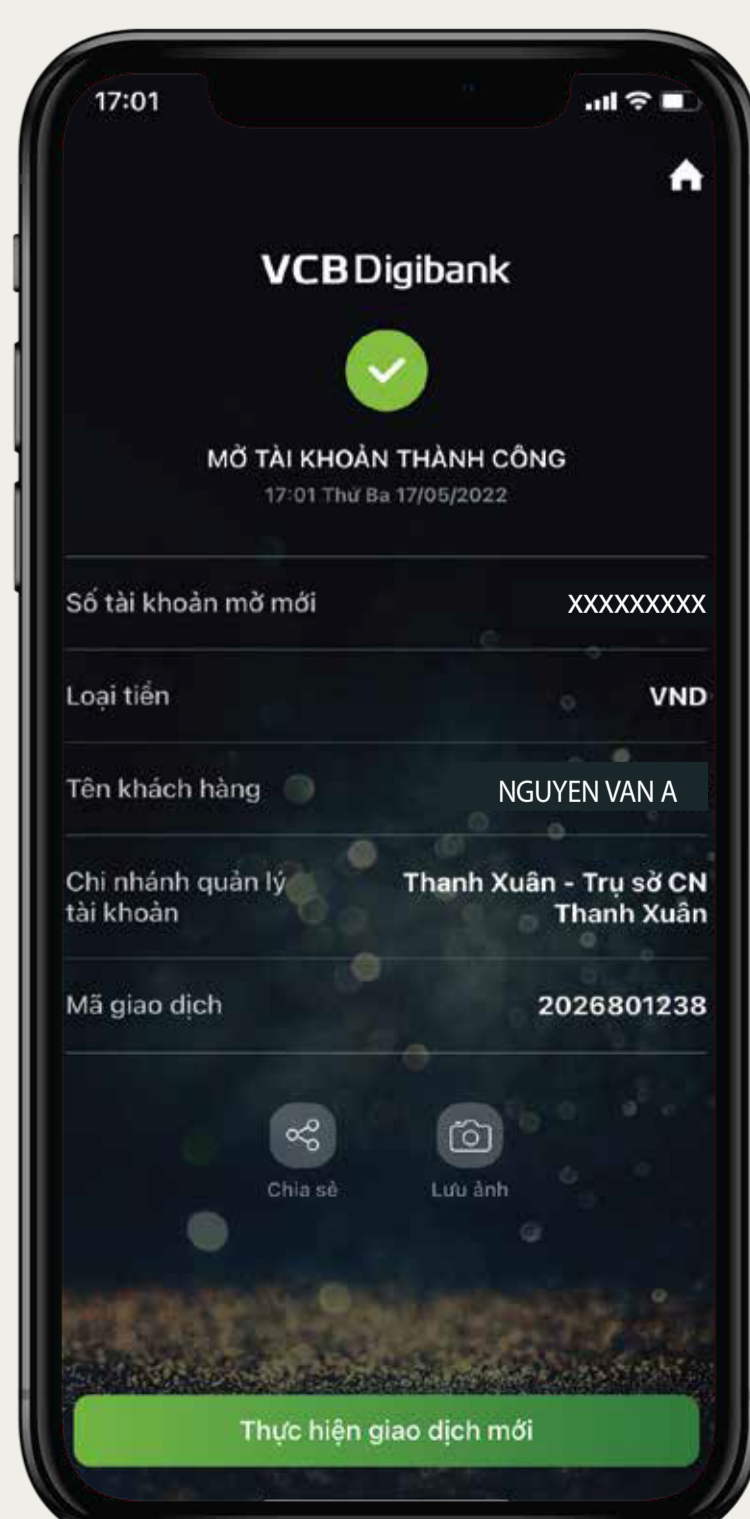 17:01
VCB Digibank
MỞ TÀI KHOẢN THÀNH CÔNG
17:01 Thứ Ba 17/05/2022
Số tài khoản mở mới XXXXXXXXX
Loại tiền VND
Tên khách hàng NGUYEN VAN A
Chi nhánh quản lý Thanh Xuân - Trụ sở CN
tài khoản Thanh Xuân
Mã giao dịch 2026801238
Chia sẻ Lưu ảnh
Thực hiện giao dịch mới